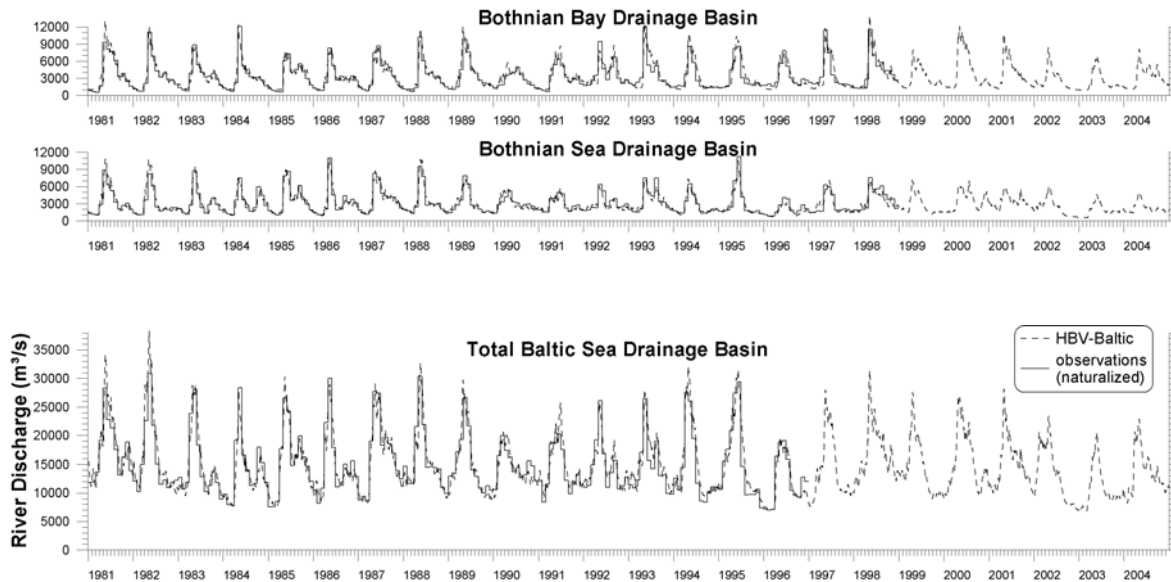 Bothnian Bay Drainage Basin
12000
9000
6000
3000
0
1981 1982 1983 1984 1985 1986 1987 1988 1989 1990 1991 1992 1993 1994 1995 1996 1997 1998 1999 2000 2001 2002 2003 2004
Bothnian Sea Drainage Basin
12000
9000
6000
3000
0
1981 1982 1983 1984 1985 1986 1987 1988 1989 1990 1991 1992 1993 1994 1995 1996 1997 1998 1999 2000 2001 2002 2003 2004
Total Baltic Sea Drainage Basin
HBV-Baltic
observations
(naturalized)
River Discharge (m³/s)
35000
30000
25000
20000
15000
10000
5000
0
1981 1982 1983 1984 1985 1986 1987 1988 1989 1990 1991 1992 1993 1994 1995 1996 1997 1998 1999 2000 2001 2002 2003 2004